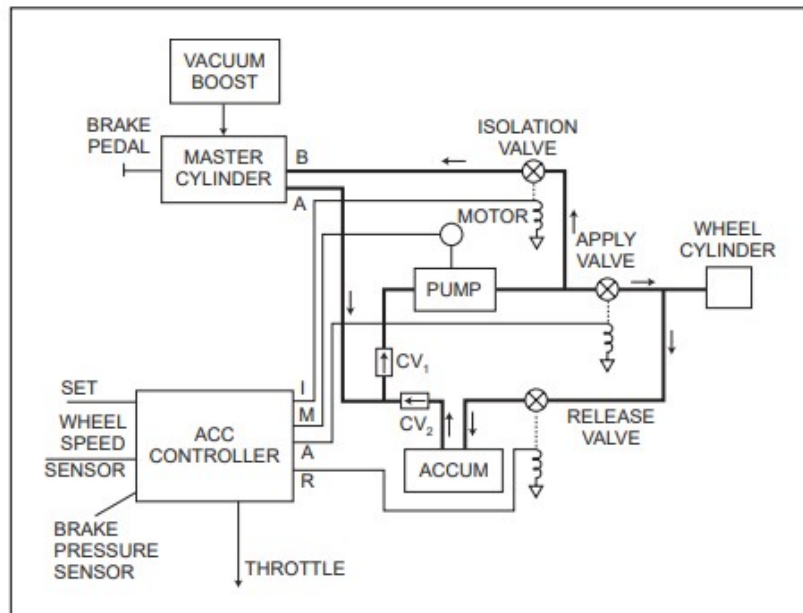 VACUUM
BOOST
BRAKE
PEDAL
MASTER
CYLINDER
B
A
ISOLATION
VALVE
MOTOR
APPLY
VALVE
WHEEL
CYLINDER
PUMP
CV1
CV2
SET
WHEEL
SPEED
SENSOR
ACC
CONTROLLER
I
M
A
R
ACCUM
RELEASE
VALVE
BRAKE
PRESSURE
SENSOR
THROTTLE